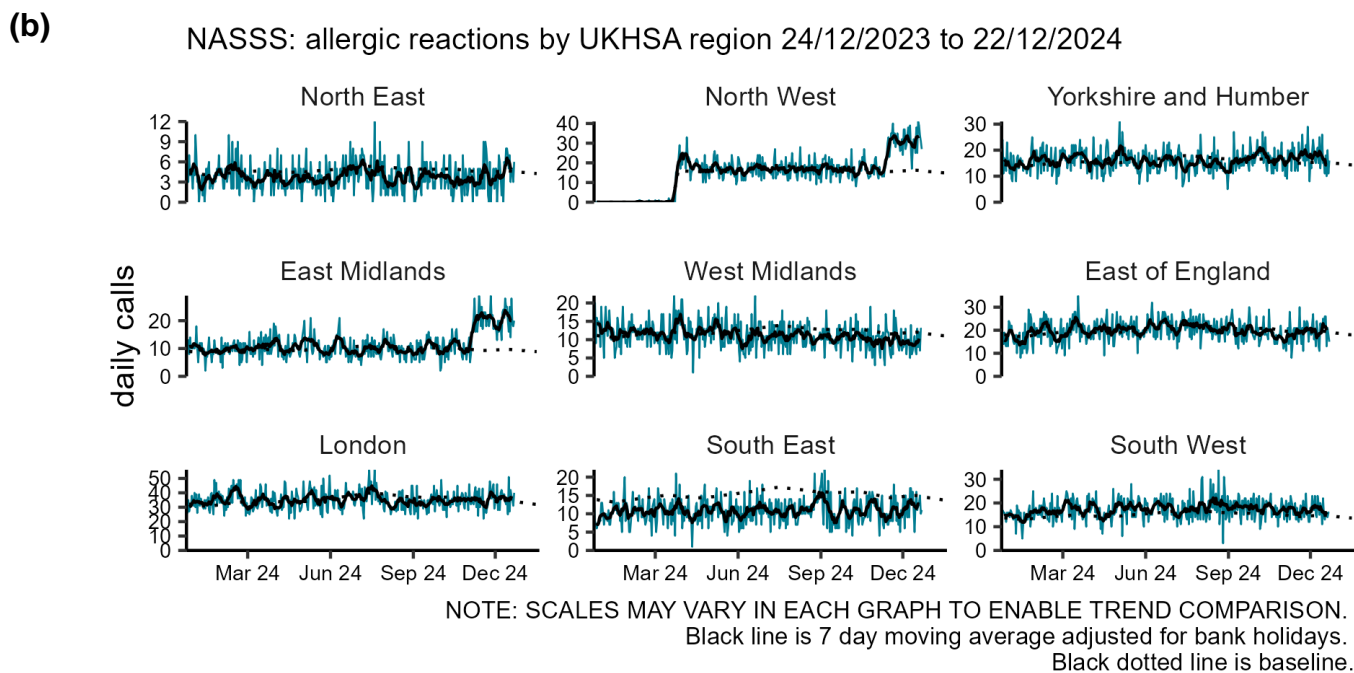 (b)
NASSS: allergic reactions by UKHSA region 24/12/2023 to 22/12/2024
daily calls
North East
12
9
6
3
0
North West
40
30
20
10
0
Yorkshire and Humber
30
20
10
0
East Midlands
20
10
0
West Midlands
20
15
10
5
0
East of England
30
20
10
0
London
50
40
30
20
10
0
Mar 24 Jun 24 Sep 24 Dec 24
South East
20
15
10
5
0
Mar 24 Jun 24 Sep 24 Dec 24
South West
30
20
10
0
Mar 24 Jun 24 Sep 24 Dec 24
NOTE: SCALES MAY VARY IN EACH GRAPH TO ENABLE TREND COMPARISON.
Black line is 7 day moving average adjusted for bank holidays.
Black dotted line is baseline.